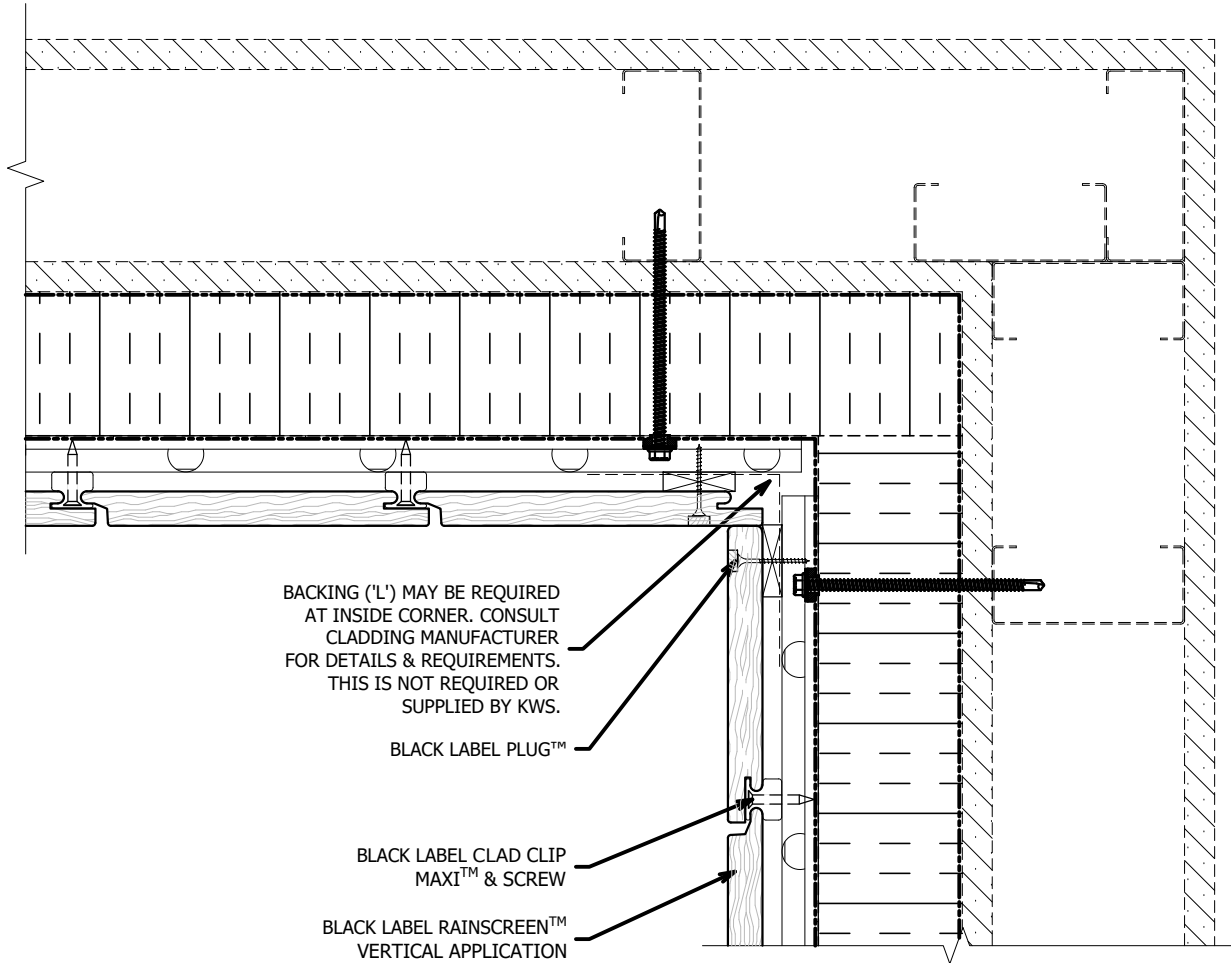 BACKING ('L') MAY BE REQUIRED
AT INSIDE CORNER. CONSULT
CLADDING MANUFACTURER
FOR DETAILS & REQUIREMENTS.
THIS IS NOT REQUIRED OR
SUPPLIED BY KWS.
BLACK LABEL PLUG™
BLACK LABEL CLAD CLIP
MAXI™ & SCREW
BLACK LABEL RAINSCREEN™
VERTICAL APPLICATION